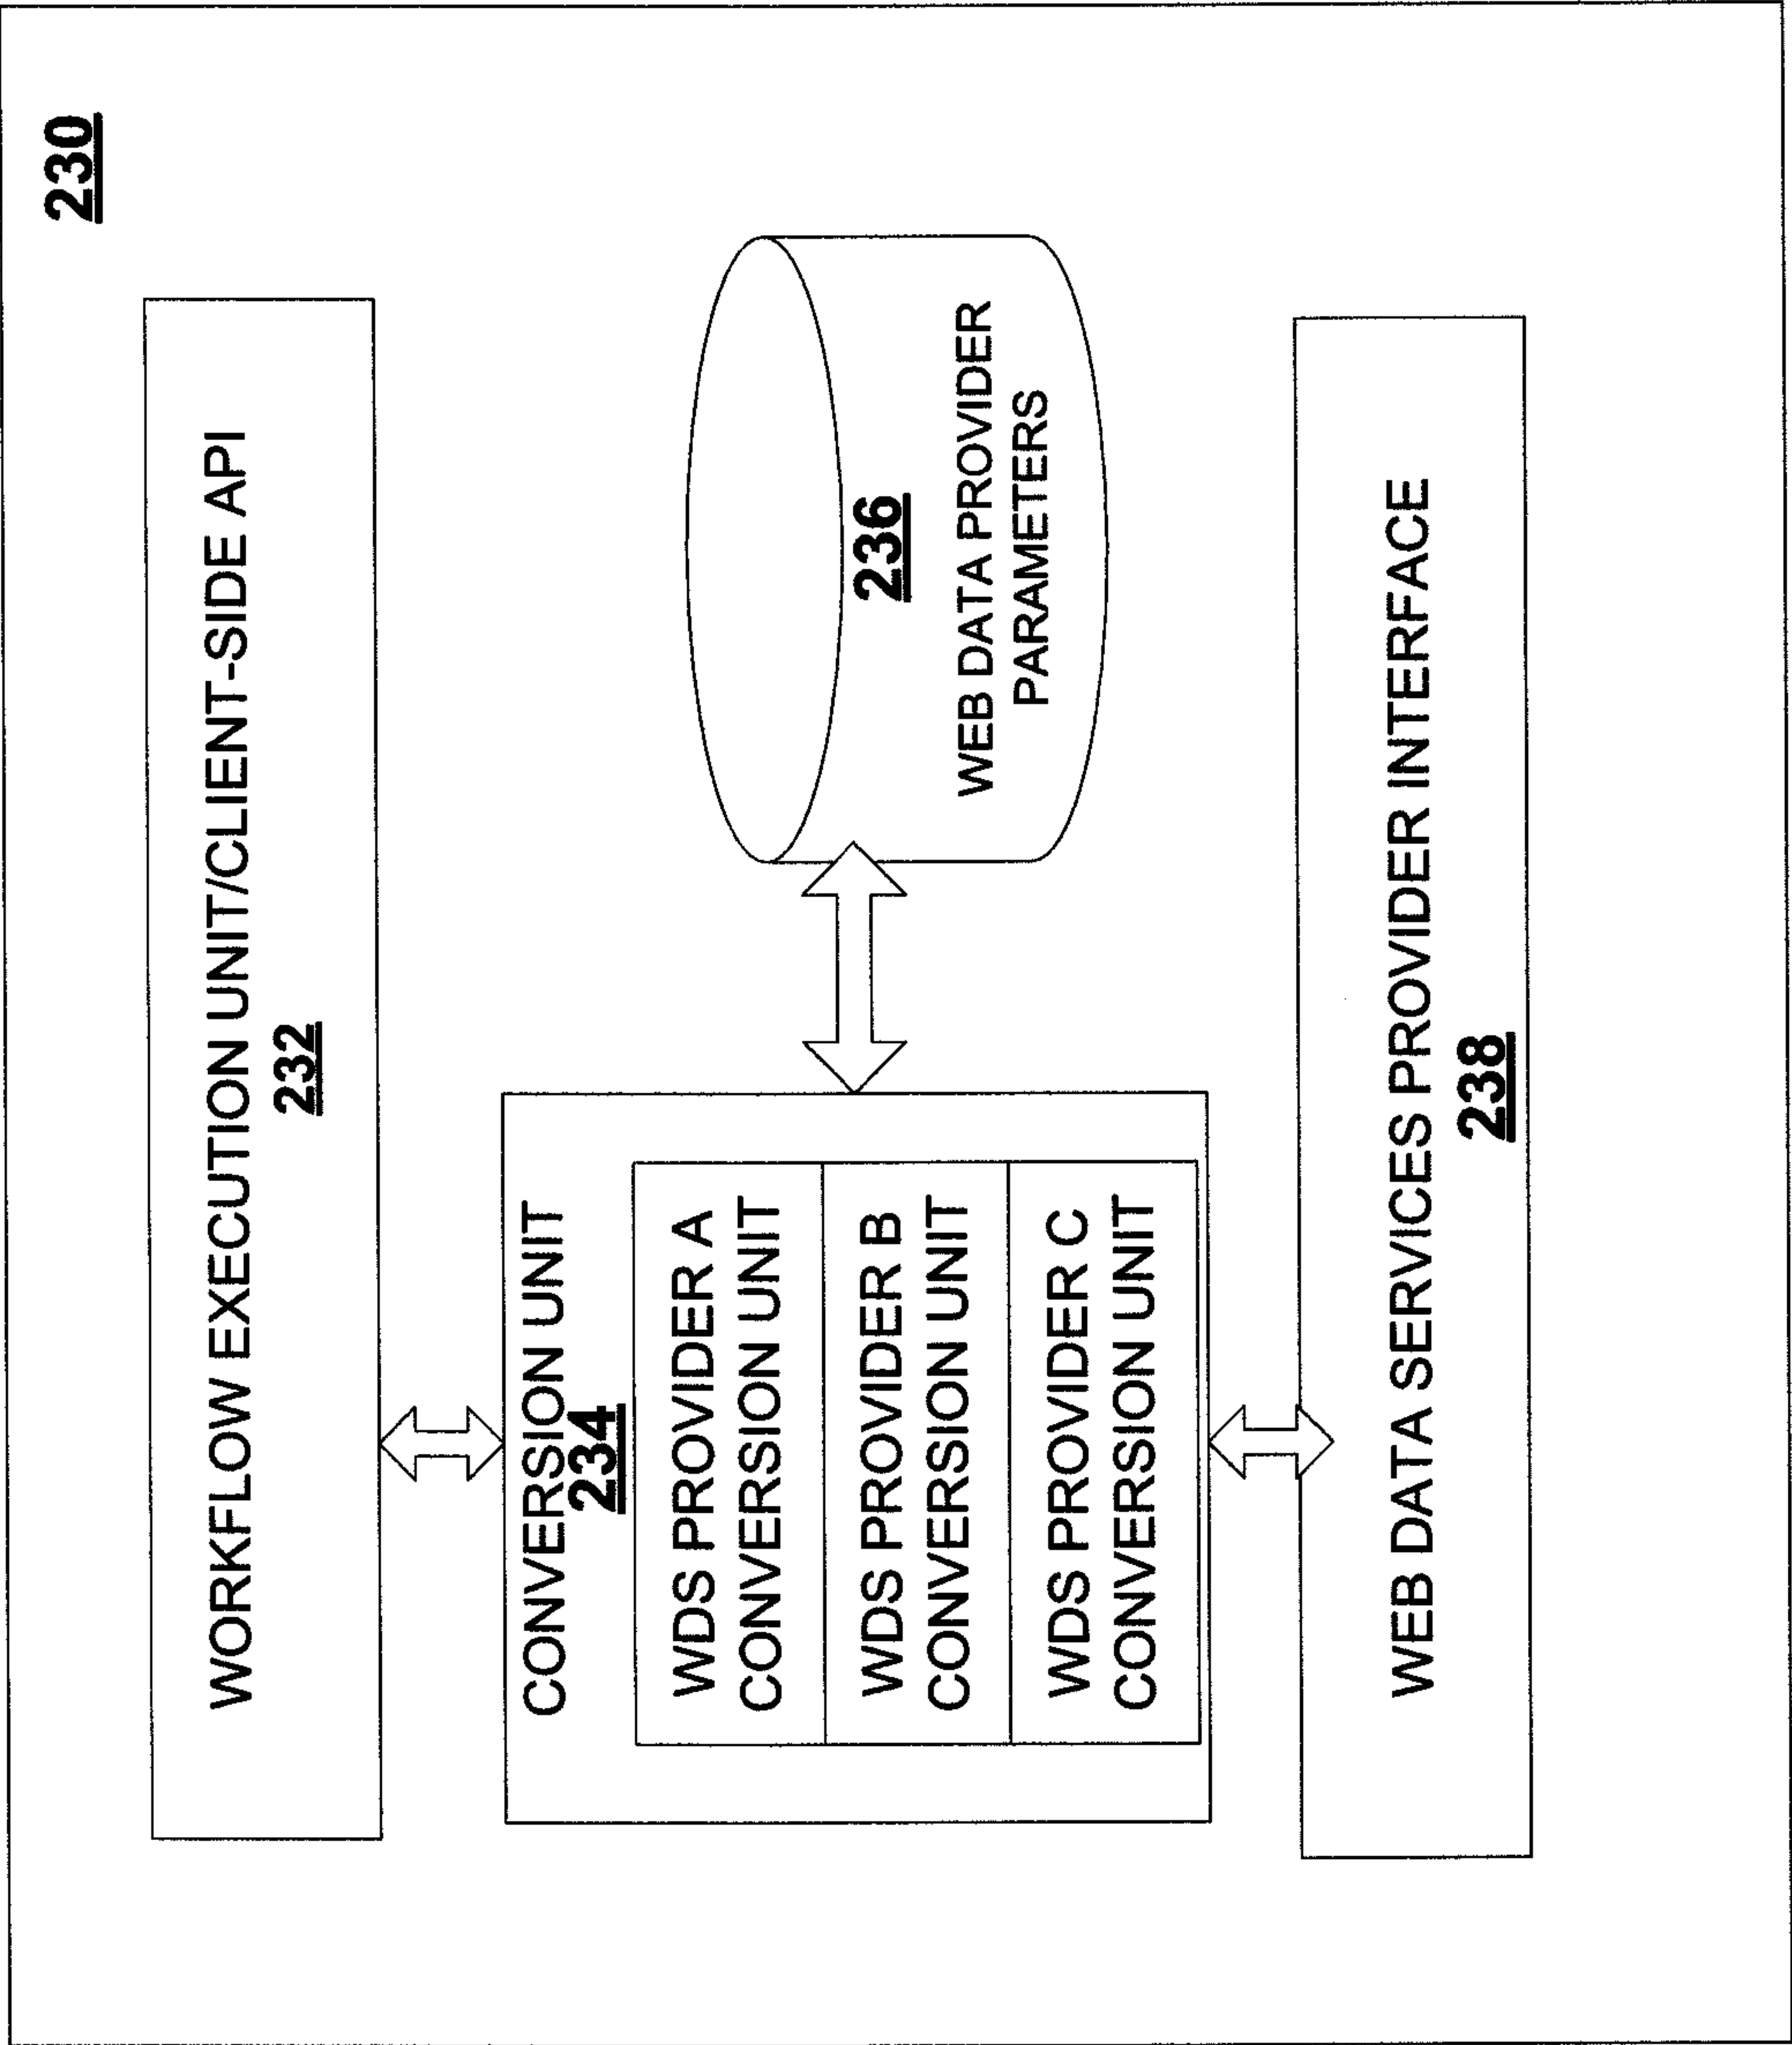 230
WORKFLOW EXECUTION UNIT/CLIENT-SIDE API
232
CONVERSION UNIT
234
WDS PROVIDER A
CONVERSION UNIT
WDS PROVIDER B
CONVERSION UNIT
WDS PROVIDER C
CONVERSION UNIT
236
WEB DATA PROVIDER
PARAMETERS
WEB DATA SERVICES PROVIDER INTERFACE
238